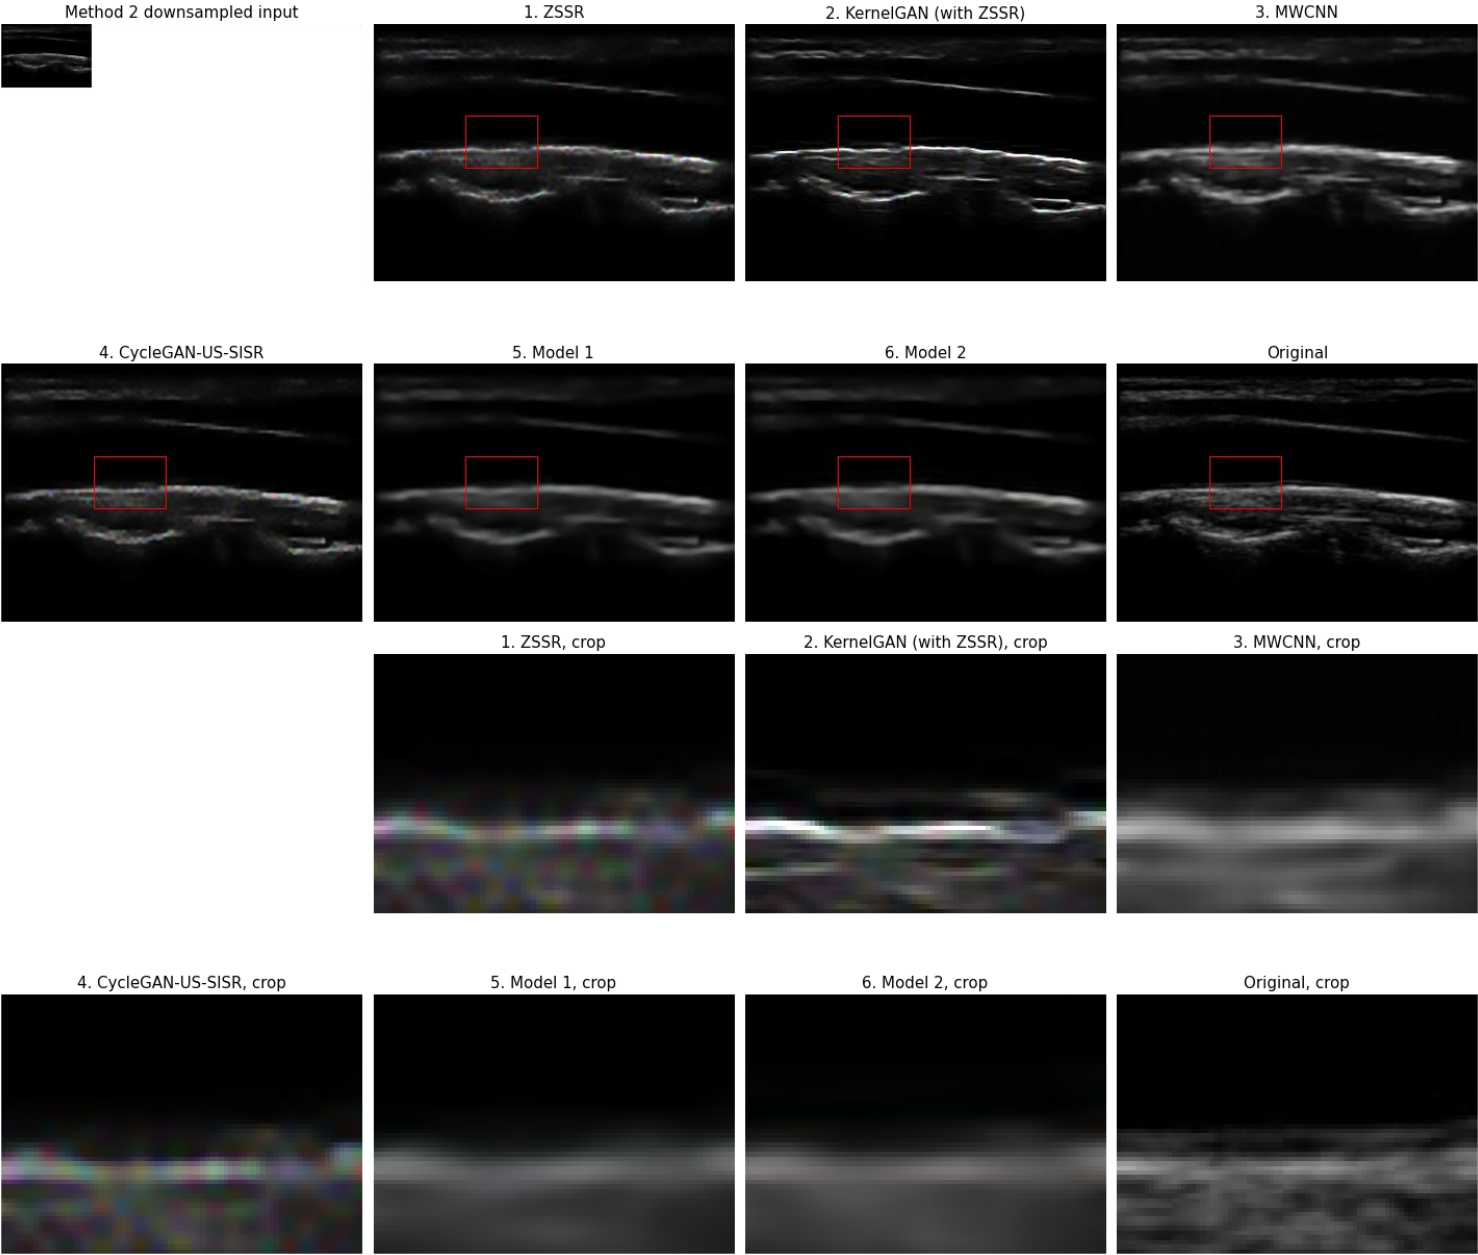 Method 2 downsampled input
1. ZSSR
2. KernelGAN (with ZSSR)
3. MWCNN
4. CycleGAN-US-SISR
5. Model 1
6. Model 2
Original
1. ZSSR, crop
2. KernelGAN (with ZSSR), crop
3. MWCNN, crop
4. CycleGAN-US-SISR, crop
5. Model 1, crop
6. Model 2, crop
Original, crop